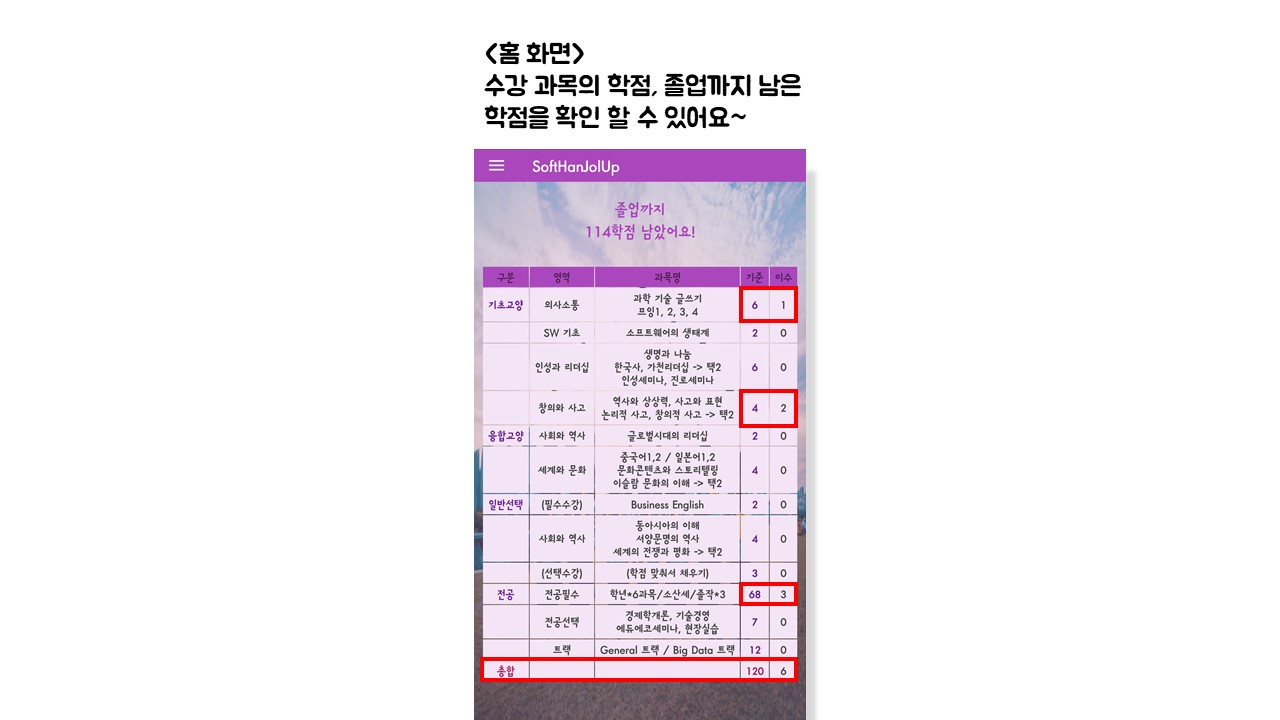 <홈 화면>
수강 과목의 학점, 졸업까지 남은
학점을 확인 할 수 있어요~
SoftHanJolUp
졸업까지
114학점 남았어요!
구분 영역 과목명 기준 이수
기초교양 의사소통 과학 기술 글쓰기 6 1
프잉1, 2, 3, 4
SW 기초 소프트웨어의 생태계 2 0
생명과 나눔
인성과 리더십 한국사, 가천리더십 -> 택2 6 0
인성세미나, 진로세미나
창의와 사고 역사와 상상력, 사고와 표현 4 2
논리적 사고, 창의적 사고 -> 택2
융합교양 사회와 역사 글로벌시대의 리더십 2 0
중국어1,2 / 일본어1,2
세계와 문화 문화콘텐츠와 스토리텔링 4 0
이슬람 문화의 이해 -> 택2
일반선택 (필수수강) Business English 2 0
동아시아의 이해
사회와 역사 서양문명의 역사 4 0
세계의 전쟁과 평화 -> 택2
(선택수강) (학점 맞춰서 채우기) 3 0
전공 전공필수 학년*6과목/소산세/졸작*3 68 3
전공선택 경제학개론, 기술경영 7 0
에듀에코세미나, 현장실습
트랙 General 트랙 / Big Data 트랙 12 0
총합 120 6